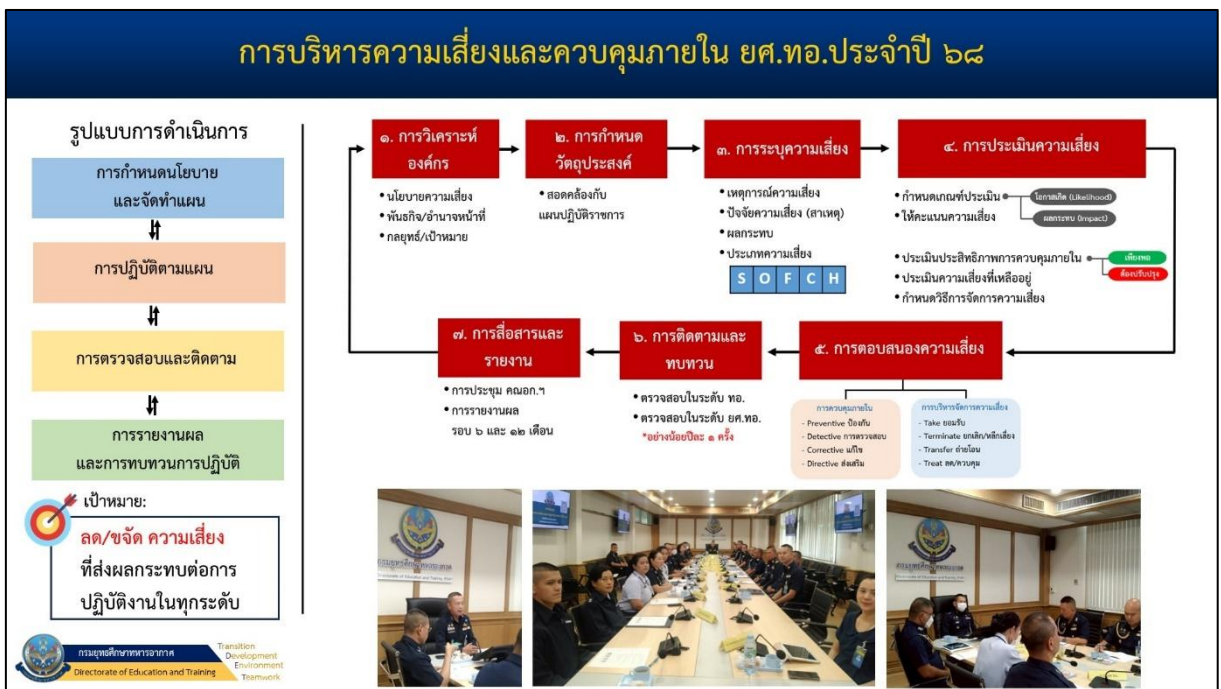 การบริหารความเสี่ยงและควบคุมภายใน ยศ.ทอ.ประจำปี ๖๘
รูปแบบการดำเนินการ
การกำหนดนโยบาย
และจัดทำแผน
การปฏิบัติตามแผน
การตรวจสอบและติดตาม
การรายงานผล
และการทบทวนการปฏิบัติ
เป้าหมาย:
ลด/ขจัด ความเสี่ยง
ที่ส่งผลกระทบต่อการ
ปฏิบัติงานในทุกระดับ
กรมยุทธศึกษาทหารอากาศ
Directorate of Education and Training
Transition
Development
Environment
Teamwork
๑. การวิเคราะห์
องค์กร
• นโยบายความเสี่ยง
• พันธกิจ/อำนาจหน้าที่
• กลยุทธ์/เป้าหมาย
๒. การกำหนด
วัตถุประสงค์
• สอดคล้องกับ
แผนปฏิบัติราชการ
๓. การระบุความเสี่ยง
• เหตุการณ์ความเสี่ยง
• ปัจจัยความเสี่ยง (สาเหตุ)
• ผลกระทบ
• ประเภทความเสี่ยง
S O F C H
๔. การประเมินความเสี่ยง
• กำหนดเกณฑ์ประเมิน
โอกาสเกิด (Likelihood)
• ให้คะแนนความเสี่ยง
ผลกระทบ (Impact)
• ประเมินประสิทธิภาพการควบคุมภายใน
เพียงพอ
ต้องปรับปรุง
• ประเมินความเสี่ยงที่เหลืออยู่
• กำหนดวิธีการจัดการความเสี่ยง
๕. การตอบสนองความเสี่ยง
การควบคุมภายใน
- Preventive ป้องกัน
- Detective การตรวจสอบ
- Corrective แก้ไข
- Directive ส่งเสริม
การบริหารจัดการความเสี่ยง
- Take ยอมรับ
- Terminate ยกเลิก/หลีกเลี่ยง
- Transfer ถ่ายโอน
- Treat ลด/ควบคุม
๖. การติดตามและ
ทบทวน
• ตรวจสอบในระดับ ทอ.
• ตรวจสอบในระดับ ยศ.ทอ.
*อย่างน้อยปีละ ๑ ครั้ง
๗. การสื่อสารและ
รายงาน
• การประชุม คณอก.ฯ
• การรายงานผล
รอบ ๖ และ ๑๒ เดือน
กรมยุทธศึกษาทหารอากาศ